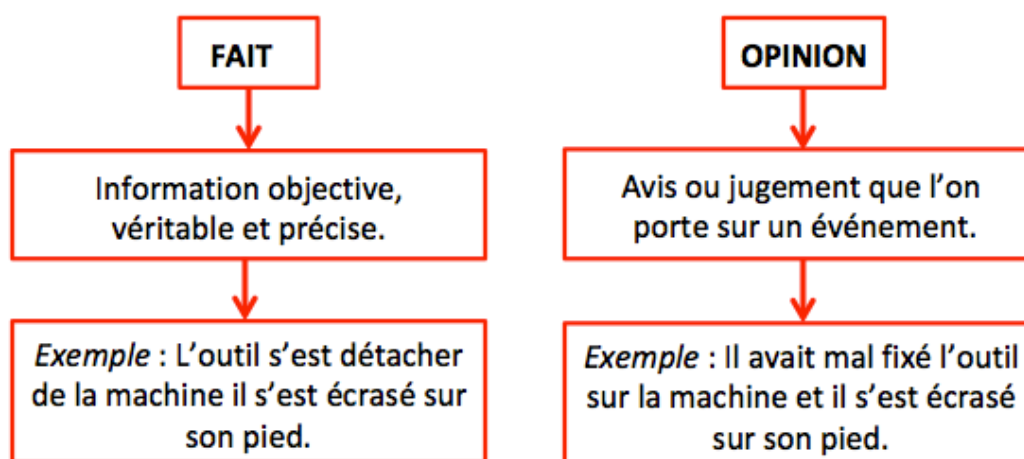 FAIT
Information objective,
véritable et précise.
Exemple : L’outil s’est détacher
de la machine il s’est écrasé sur
son pied.
OPINION
Avis ou jugement que l’on
porte sur un événement.
Exemple : Il avait mal fixé l’outil
sur la machine et il s’est écrasé
sur son pied.